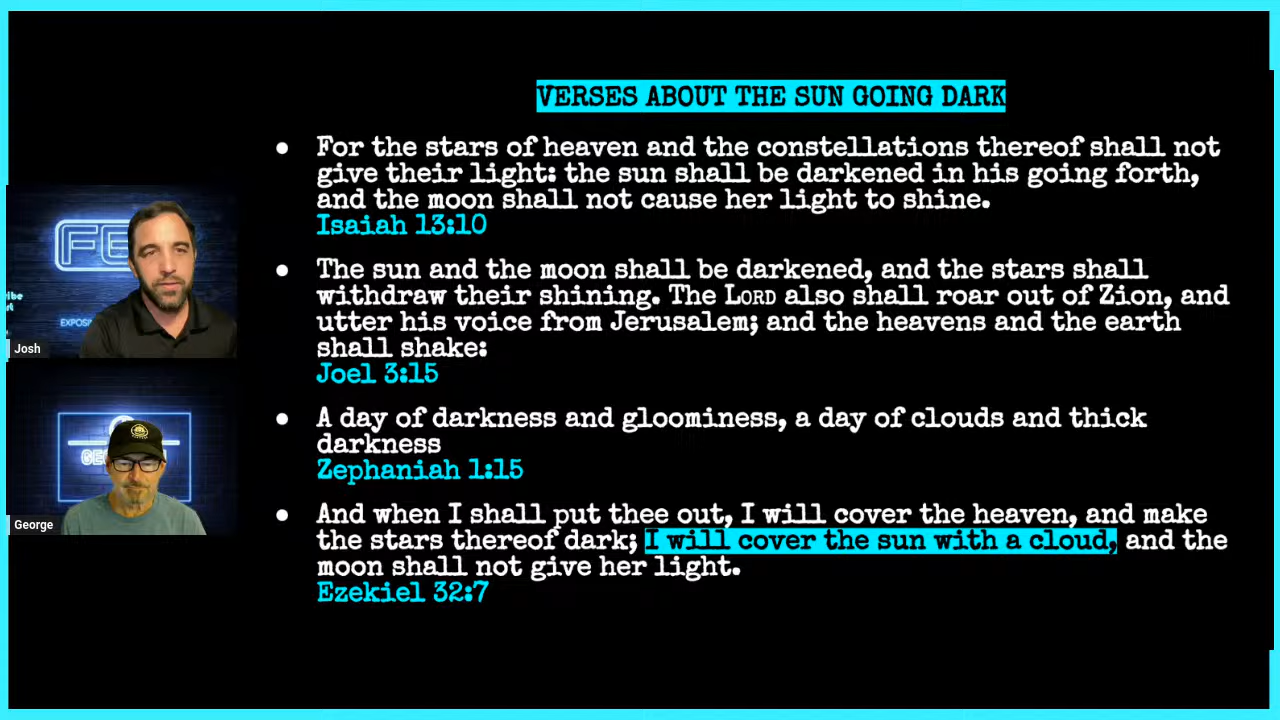 VERSES ABOUT THE SUN GOING DARK
● For the stars of heaven and the constellations thereof shall not
give their light: the sun shall be darkened in his going forth,
and the moon shall not cause her light to shine.
Isaiah 13:10
● The sun and the moon shall be darkened, and the stars shall
withdraw their shining. The LORD also shall roar out of Zion, and
utter his voice from Jerusalem; and the heavens and the earth
shall shake:
Joel 3:15
● A day of darkness and gloominess, a day of clouds and thick
darkness
Zephaniah 1:15
● And when I shall put thee out, I will cover the heaven, and make
the stars thereof dark; I will cover the sun with a cloud, and the
moon shall not give her light.
Ezekiel 32:7
FE
Josh
George